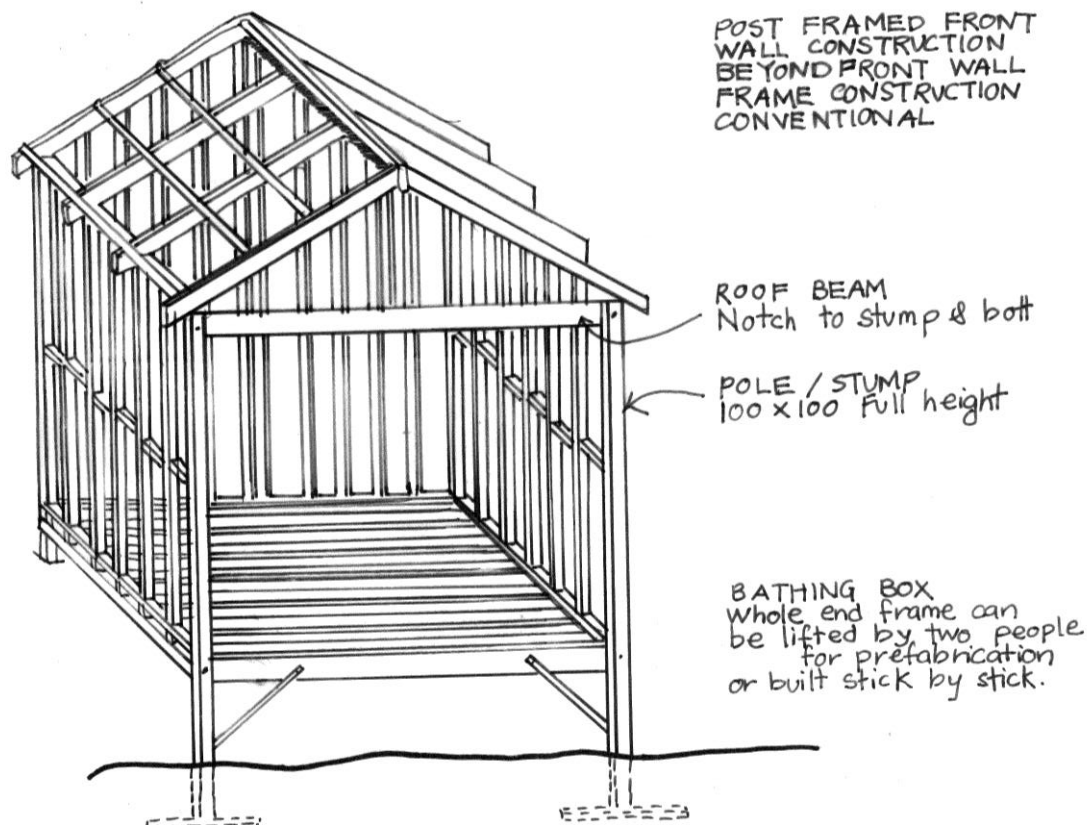 POST FRAMED FRONT
WALL CONSTRUCTION
BEYOND FRONT WALL
FRAME CONSTRUCTION
CONVENTIONAL
ROOF BEAM
Notch to stump & bolt
POLE / STUMP
100 x 100 Full height
BATHING BOX
Whole end frame can
be lifted by two people
for prefabrication
or built stick by stick.